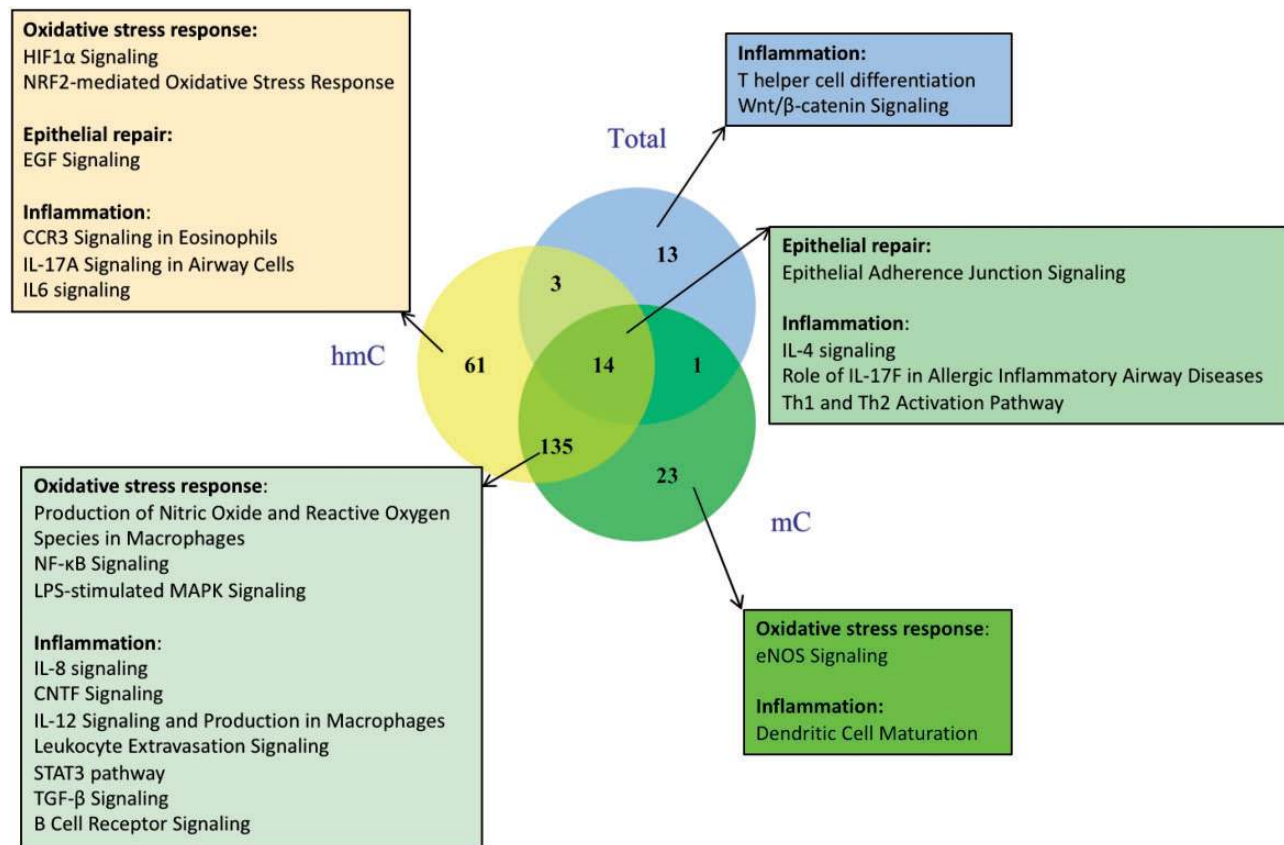 Oxidative stress response:
HIF1α Signaling
NRF2-mediated Oxidative Stress Response
Epithelial repair:
EGF Signaling
Inflammation:
CCR3 Signaling in Eosinophils
IL-17A Signaling in Airway Cells
IL6 signaling
Inflammation:
T helper cell differentiation
Wnt/β-catenin Signaling
Total
13
3
hmC
61
14
1
135
23
mC
Epithelial repair:
Epithelial Adherence Junction Signaling
Inflammation:
IL-4 signaling
Role of IL-17F in Allergic Inflammatory Airway Diseases
Th1 and Th2 Activation Pathway
Oxidative stress response:
Production of Nitric Oxide and Reactive Oxygen
Species in Macrophages
NF-κB Signaling
LPS-stimulated MAPK Signaling
Inflammation:
IL-8 signaling
CNTF Signaling
IL-12 Signaling and Production in Macrophages
Leukocyte Extravasation Signaling
STAT3 pathway
TGF-β Signaling
B Cell Receptor Signaling
Oxidative stress response:
eNOS Signaling
Inflammation:
Dendritic Cell Maturation